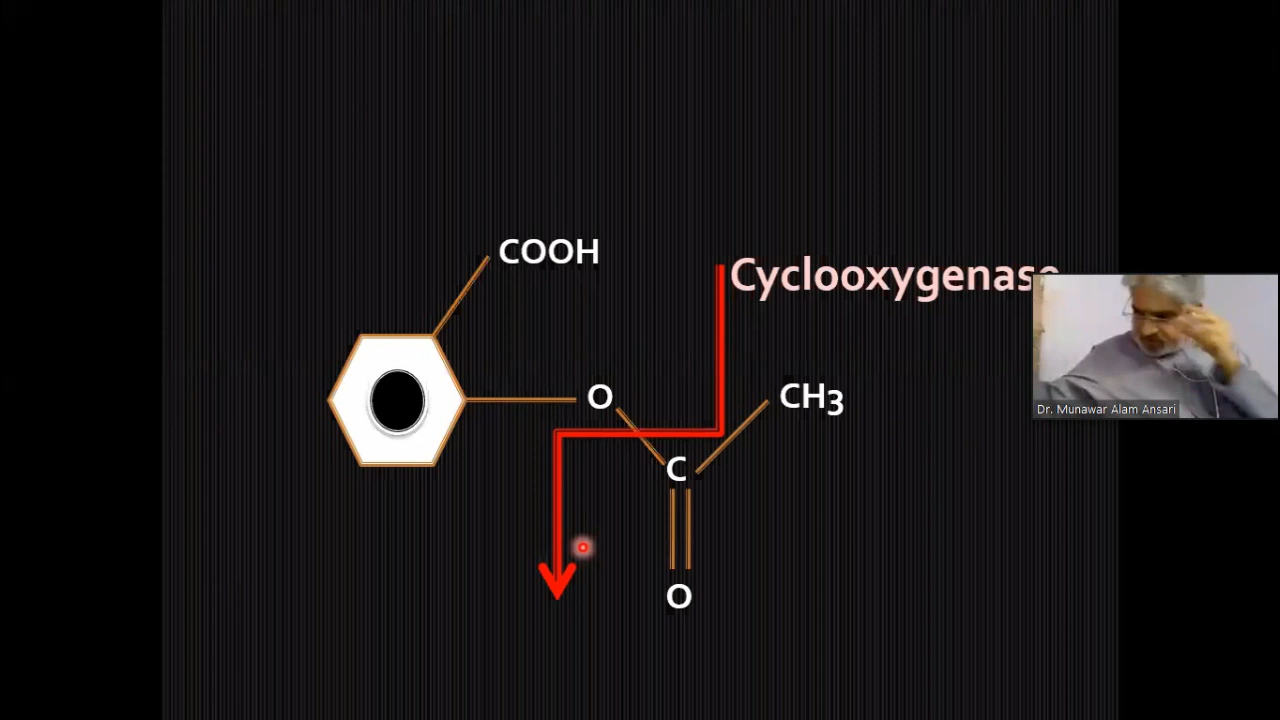 COOH
Cyclooxygenase
O
CH3
C
O
Dr. Munawar Alam Ansari